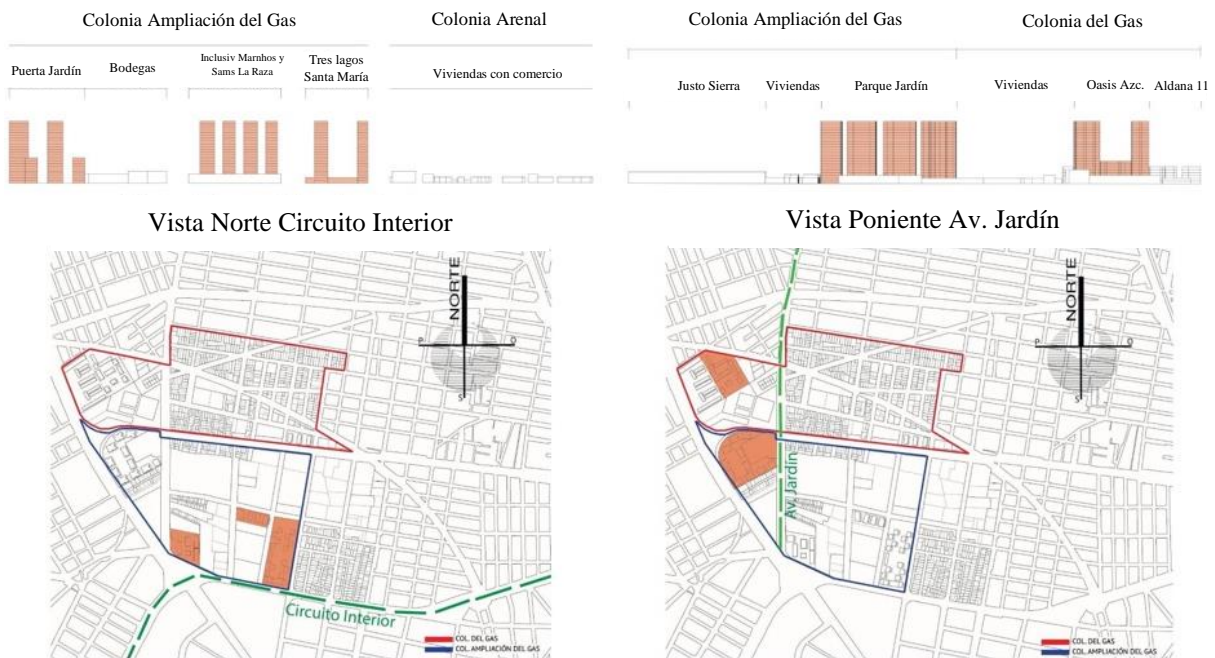 Colonia Ampliación del Gas
Colonia Arenal
Puerta Jardín
Bodegas
Inclusiv Marnhos y
Sams La Raza
Tres lagos
Santa María
Viviendas con comercio
Vista Norte Circuito Interior
NORTE
P
O
S
Circuito Interior
COL. DEL GAS
COL. AMPLIACIÓN DEL GAS
Colonia Ampliación del Gas
Colonia del Gas
Justo Sierra
Viviendas
Parque Jardín
Viviendas
Oasis Azc.
Aldana 11
Vista Poniente Av. Jardín
NORTE
P
O
S
Av. Jardín
COL. DEL GAS
COL. AMPLIACIÓN DEL GAS